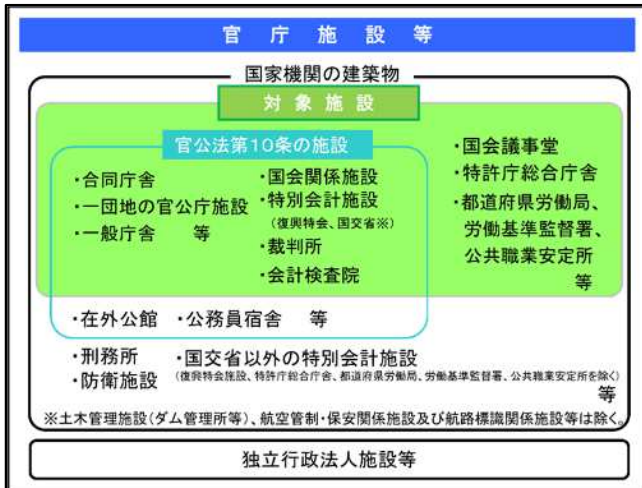 官庁施設等
国家機関の建築物
対象施設
官公法第10条の施設
・合同庁舎
・一団地の官公庁施設
・一般庁舎　等
・国会関係施設
・特別会計施設
(復興特会、国交省※)
・裁判所
・会計検査院
・国会議事堂
・特許庁総合庁舎
・都道府県労働局、
労働基準監督署、
公共職業安定所
等
・在外公館　・公務員宿舎　等
・刑務所　・国交省以外の特別会計施設
・防衛施設　(復興特会施設、特許庁総合庁舎、都道府県労働局、労働基準監督署、公共職業安定所を除く)
等
※土木管理施設(ダム管理所等)、航空管制・保安関係施設及び航路標識関係施設等は除く。
独立行政法人施設等